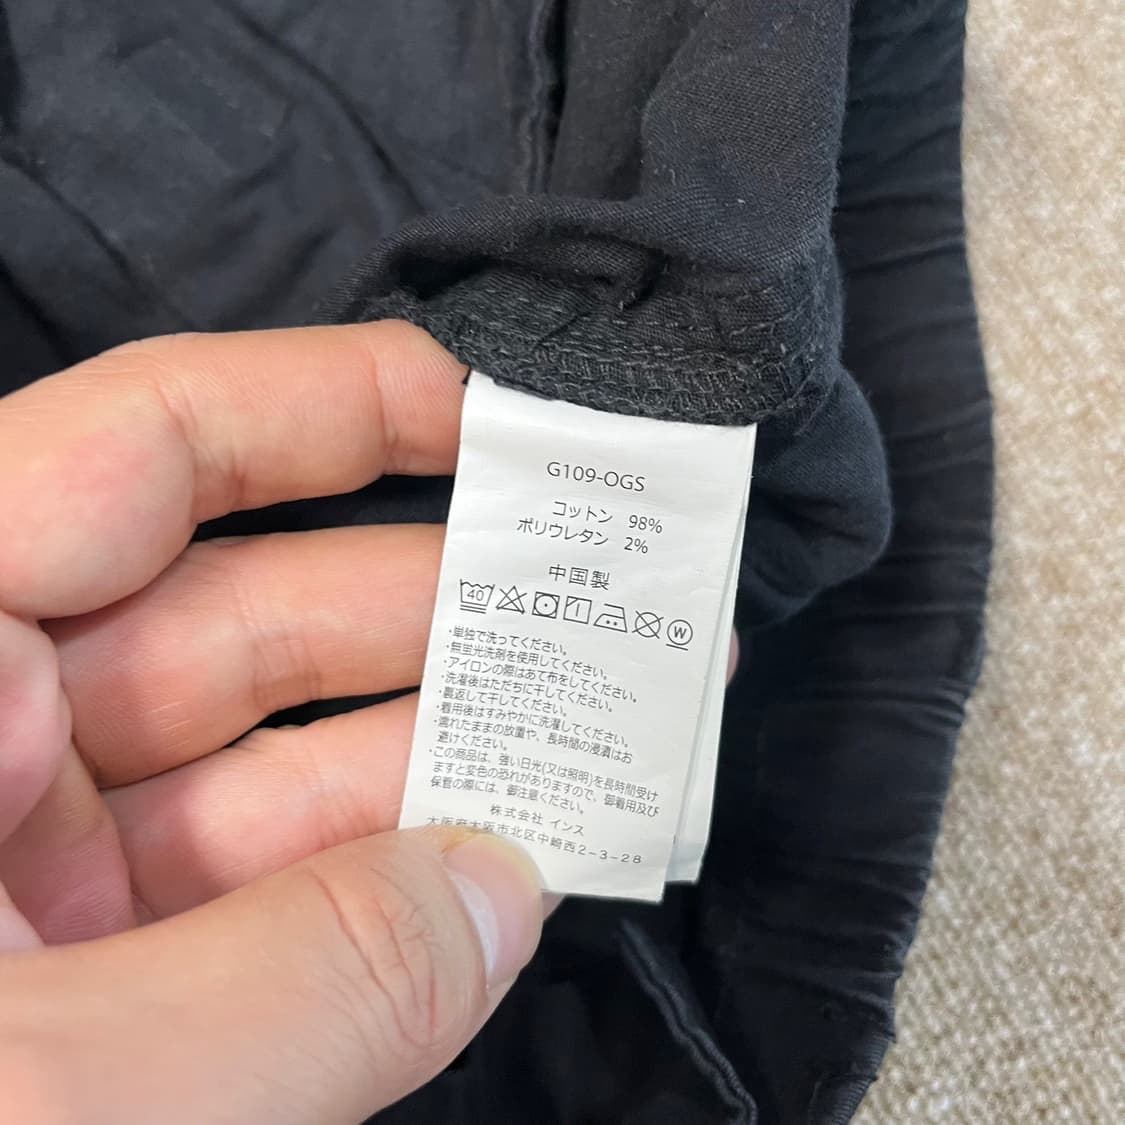 G109-OGS
コットン 98%
ポリウレタン 2%
中国製
40 W
・単独で洗ってください。
・無蛍光洗剤を使用してください。
・アイロンの際はあて布をしてください。
・洗濯後はただちに干してください。
・裏返して干してください。
・着用後はすみやかに洗濯してください。
・濡れたままの放置や、長時間の浸漬はお
避けください。
・この商品は、強い日光(又は照明)を長時間受け
ますと変色の恐れがありますので、御着用及び
保管の際には、御注意ください。
株式会社 インス
大阪府大阪市北区中崎西2-3-28